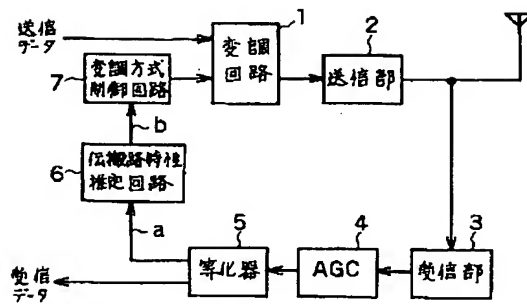 送信
データ
1
変調
回路
2
送信部
7
変調方式
制御回路
b
6
伝搬路特性
推定回路
a
5
等化器
4
AGC
3
受信部
受信
データ